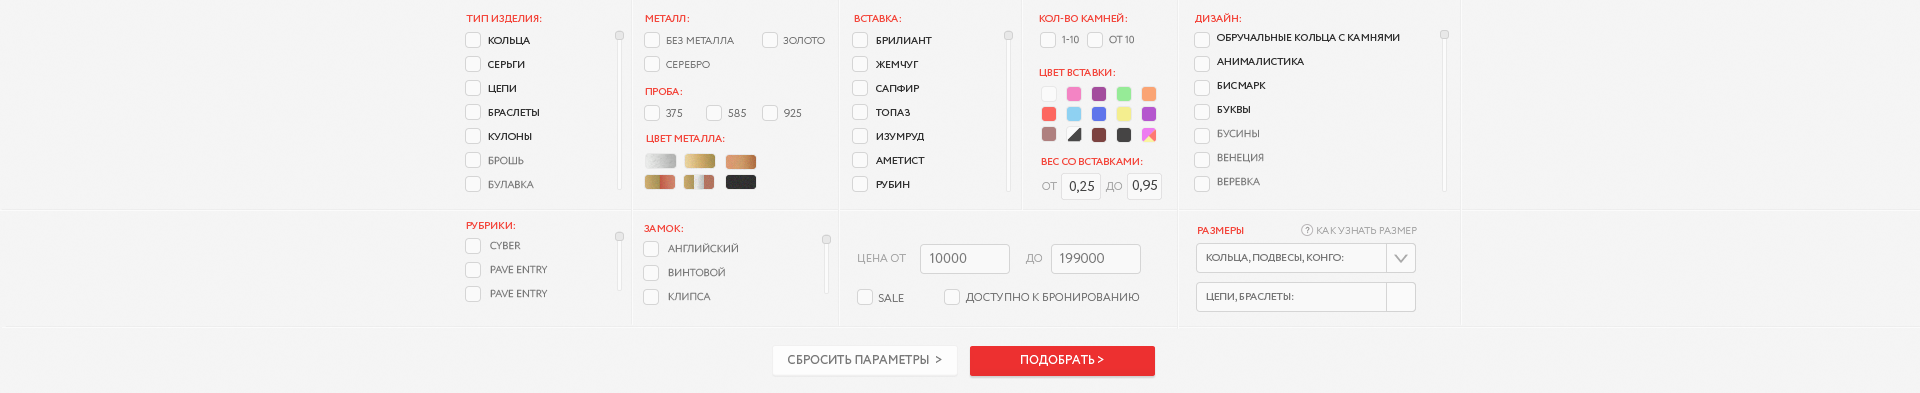 ТИП ИЗДЕЛИЯ:
КОЛЬЦА
СЕРЬГИ
ЦЕПИ
БРАСЛЕТЫ
КУЛОНЫ
БРОШЬ
БУЛАВКА
МЕТАЛЛ:
БЕЗ МЕТАЛЛА ЗОЛОТО
СЕРЕБРО
ПРОБА:
375 585 925
ЦВЕТ МЕТАЛЛА:
ВСТАВКА:
БРИЛИАНТ
ЖЕМЧУГ
САПФИР
ТОПАЗ
ИЗУМРУД
АМЕТИСТ
РУБИН
КОЛ-ВО КАМНЕЙ:
1-10 ОТ 10
ЦВЕТ ВСТАВКИ:
ВЕС СО ВСТАВКАМИ:
ОТ 0,25 ДО 0,95
ДИЗАЙН:
ОБРУЧАЛЬНЫЕ КОЛЬЦА С КАМНЯМИ
АНИМАЛИСТИКА
БИСМАРК
БУКВЫ
БУСИНЫ
ВЕНЕЦИЯ
ВЕРЕВКА
РУБРИКИ:
CYBER
PAVE ENTRY
PAVE ENTRY
ЗАМОК:
АНГЛИЙСКИЙ
ВИНТОВОЙ
КЛИПСА
ЦЕНА ОТ 10000 ДО 199000
SALE ДОСТУПНО К БРОНИРОВАНИЮ
РАЗМЕРЫ ? КАК УЗНАТЬ РАЗМЕР
КОЛЬЦА, ПОДВЕСЫ, КОНГО:
ЦЕПИ, БРАСЛЕТЫ:
СБРОСИТЬ ПАРАМЕТРЫ > ПОДОБРАТЬ >